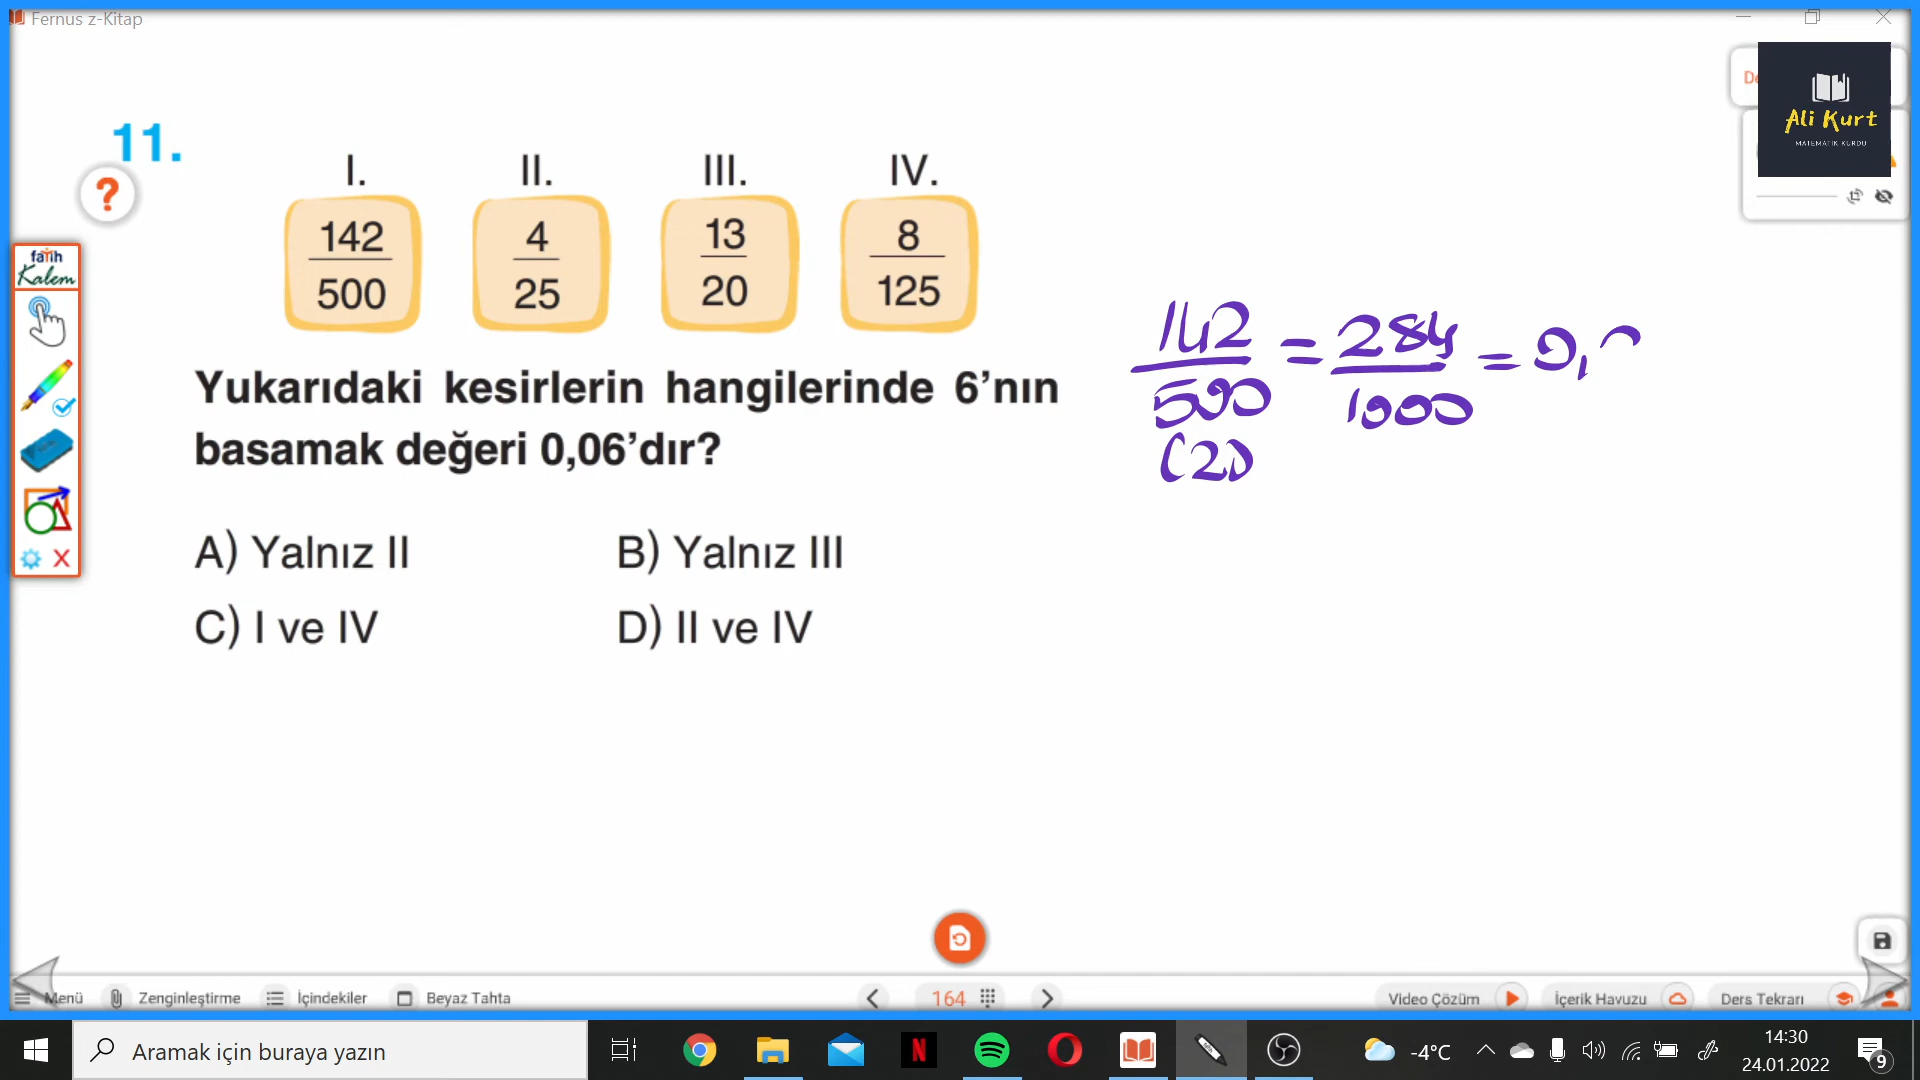 Fernus z-Kitap
Ali Kurt
MATEMATİK KURDU
11.
I. II. III. IV.
142/500 4/25 13/20 8/125
142/500 = 284/1000 = 0,2
(2)
Yukarıdaki kesirlerin hangilerinde 6'nın
basamak değeri 0,06'dır?
A) Yalnız II B) Yalnız III
C) I ve IV D) II ve IV
fatih
Kalem
Menü Zenginleştirme İçindekiler Beyaz Tahta 164 Video Çözüm İçerik Havuzu Ders Tekrarı
Aramak için buraya yazın
-4°C
14:30
24.01.2022
9